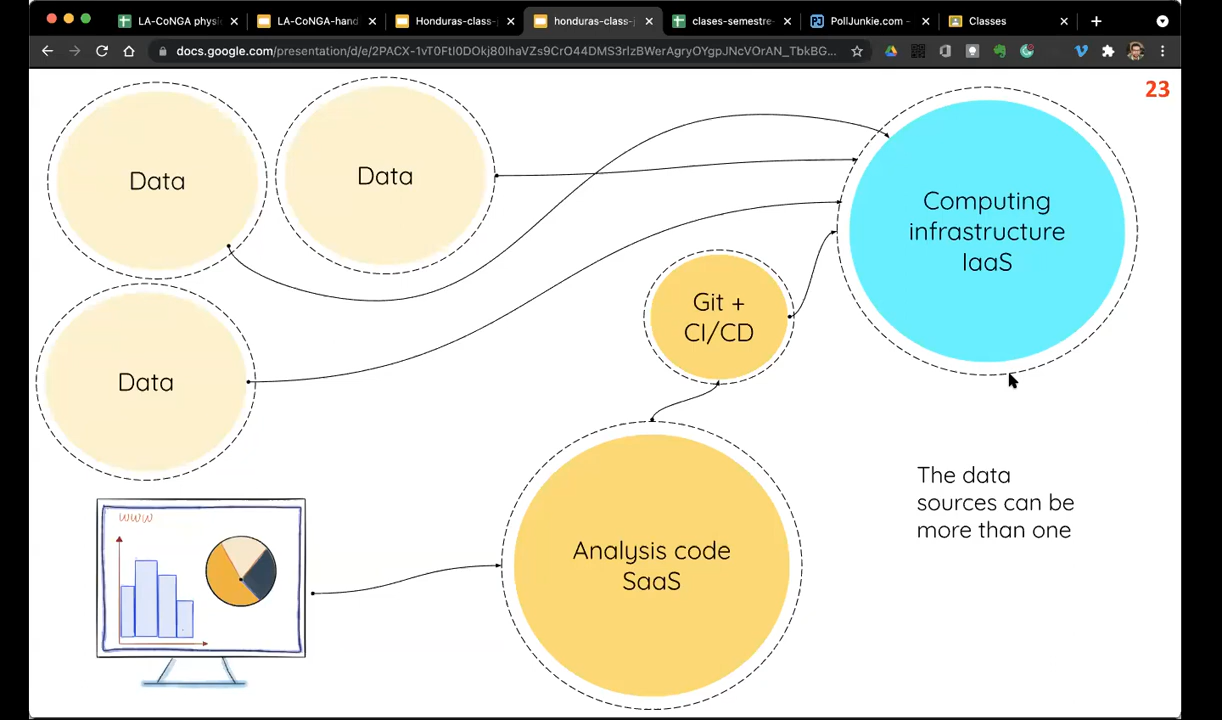 LA-CoNGA physi
LA-CoNGA-hand
Honduras-class-j
honduras-class-j
clases-semestre-
PollJunkie.com –
Classes
docs.google.com/presentation/d/e/2PACX-1vT0FtI0DOkj80IhaVZs9CrO44DMS3rlzBWerAgryOYgpJNcVOrAN_TbkBG...
23
Data
Data
Computing
infrastructure
IaaS
Git +
CI/CD
Data
The data
sources can be
more than one
www
Analysis code
SaaS